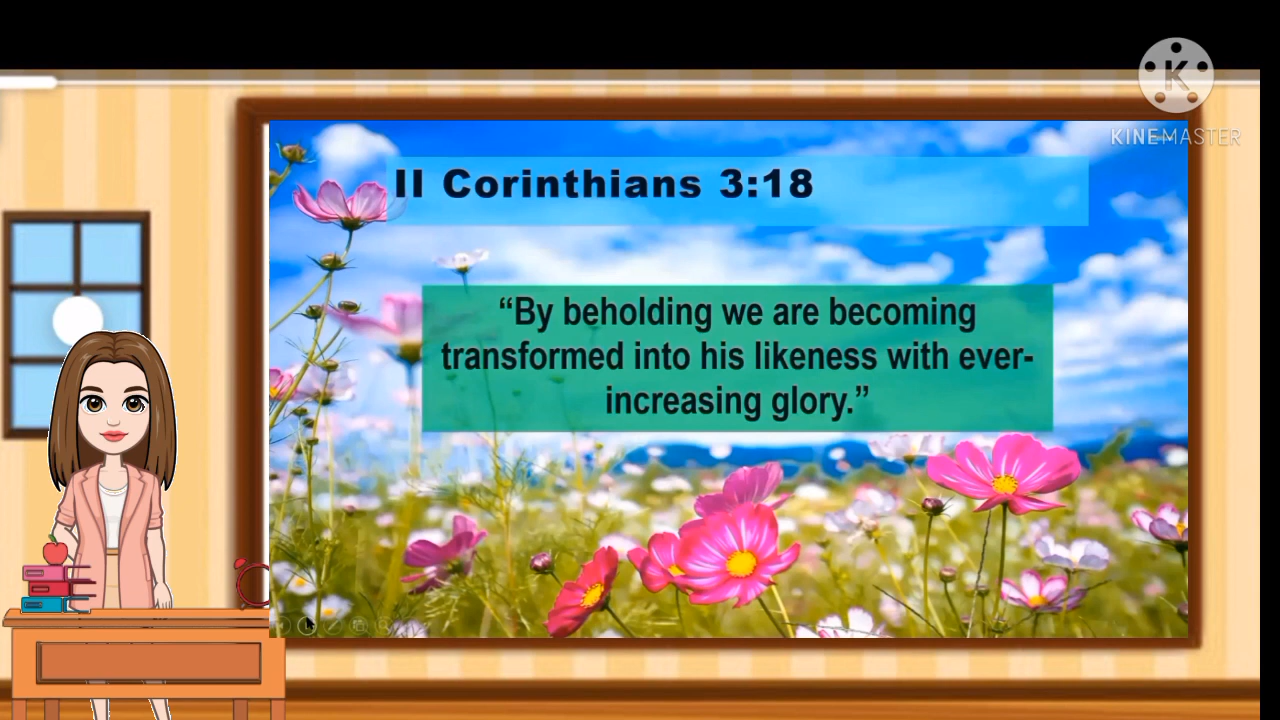 K
KINEMASTER
II Corinthians 3:18
“By beholding we are becoming
transformed into his likeness with ever-
increasing glory.”